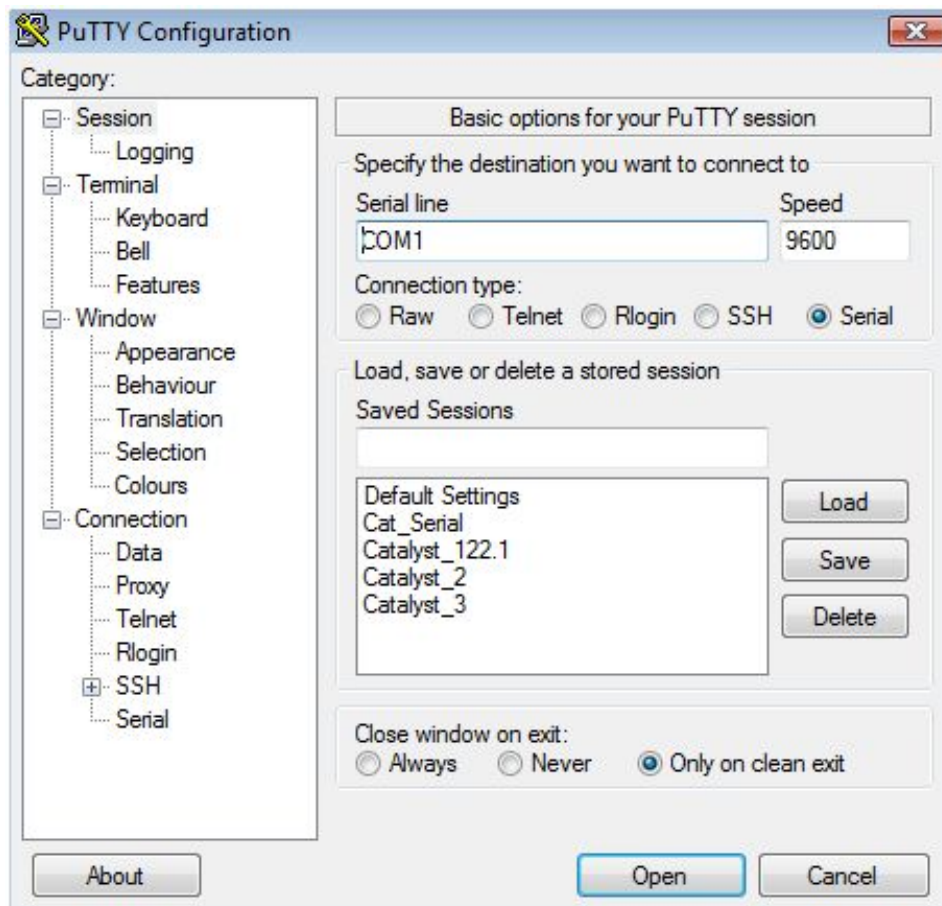 PuTTY Configuration
Category:
Session
Logging
Terminal
Keyboard
Bell
Features
Window
Appearance
Behaviour
Translation
Selection
Colours
Connection
Data
Proxy
Telnet
Rlogin
SSH
Serial
Basic options for your PuTTY session
Specify the destination you want to connect to
Serial line Speed
COM1 9600
Connection type:
Raw Telnet Rlogin SSH Serial
Load, save or delete a stored session
Saved Sessions
Default Settings
Cat_Serial
Catalyst_122.1
Catalyst_2
Catalyst_3
Load
Save
Delete
Close window on exit:
Always Never Only on clean exit
About Open Cancel